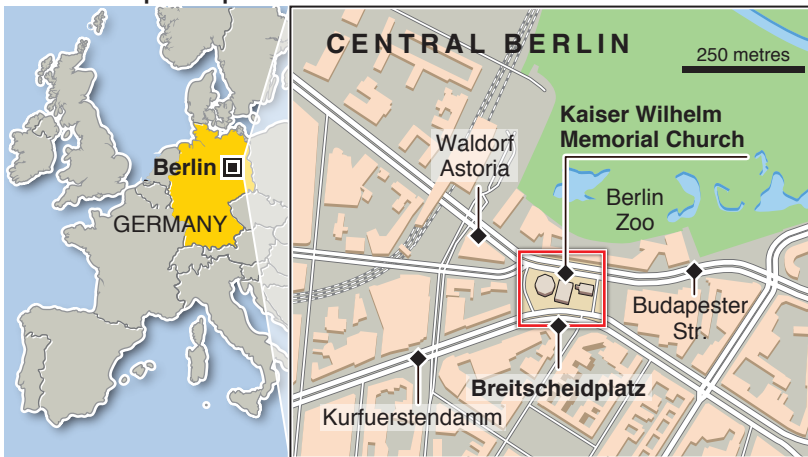 CENTRAL BERLIN
250 metres
Kaiser Wilhelm
Memorial Church
Waldorf
Astoria
Berlin
Zoo
Berlin
GERMANY
Budapester
Str.
Breitscheidplatz
Kurfuerstendamm